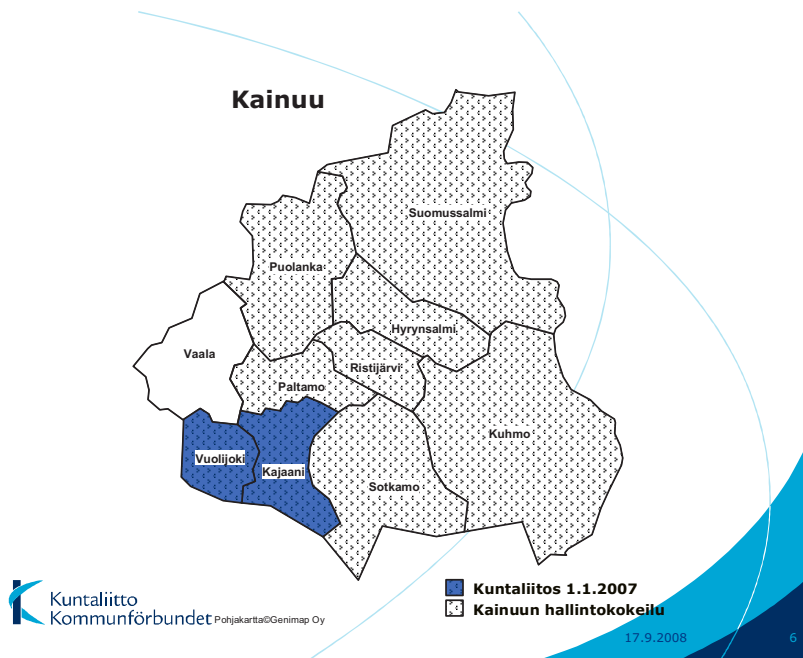 Kainuu
Suomussalmi
Puolanka
Hyrynsalmi
Vaala
Ristijärvi
Paltamo
Kuhmo
Vuolijoki
Kajaani
Sotkamo
Kuntaliitos 1.1.2007
Kainuun hallintokokeilu
Kuntaliitto
Kommunförbundet
Pohjakartta©Genimap Oy
17.9.2008
6